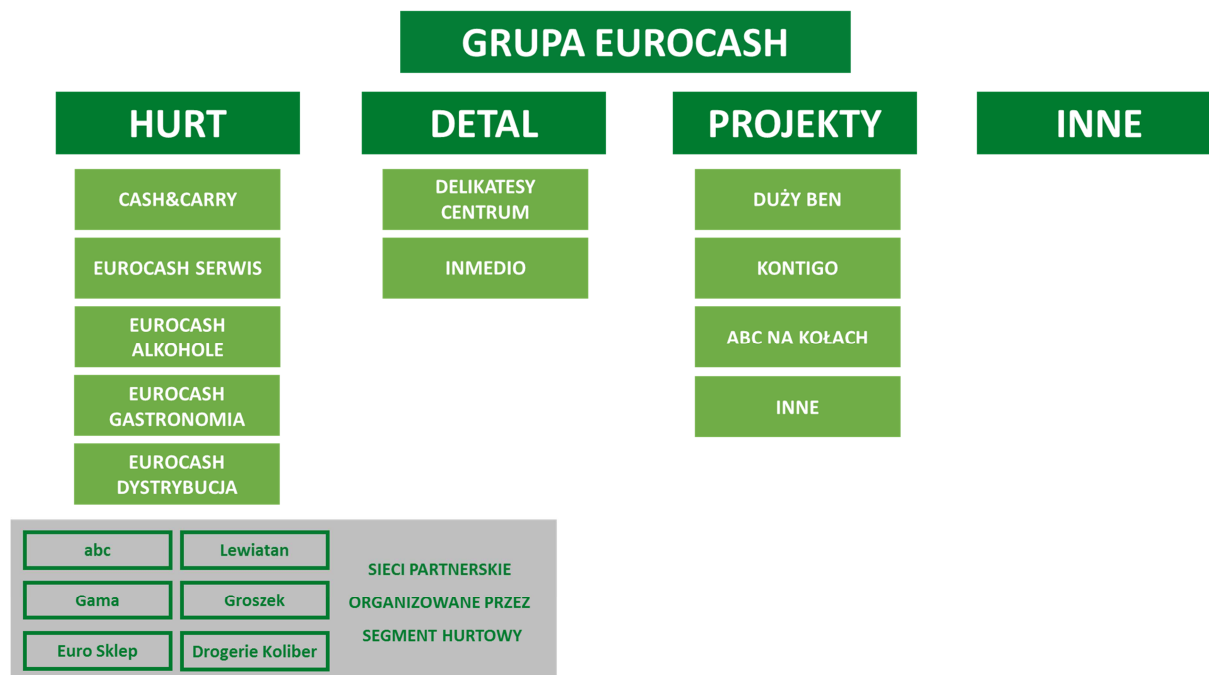 GRUPA EUROCASH
HURT
CASH&CARRY
EUROCASH SERWIS
EUROCASH
ALKOHOLE
EUROCASH
GASTRONOMIA
EUROCASH
DYSTRYBUCJA
DETAL
DELIKATESY
CENTRUM
INMEDIO
PROJEKTY
DUŻY BEN
KONTIGO
ABC NA KOŁACH
INNE
INNE
abc
Lewiatan
Gama
Groszek
Euro Sklep
Drogerie Koliber
SIECI PARTNERSKIE
ORGANIZOWANE PRZEZ
SEGMENT HURTOWY